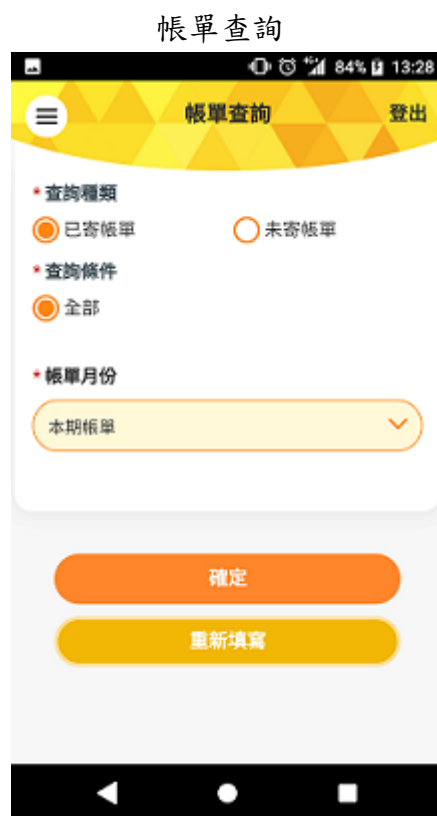 帳單查詢
84% 13:28
帳單查詢 登出
*查詢種類
已寄帳單 未寄帳單
*查詢條件
全部
*帳單月份
本期帳單
確定
重新填寫